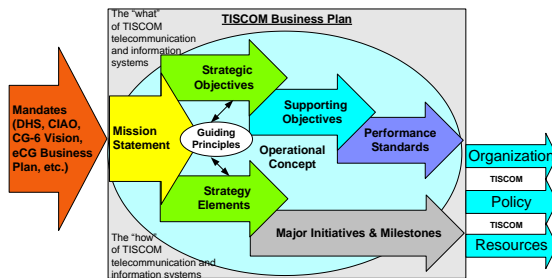 TISCOM Business Plan
The "what"
of TISCOM
telecommunication
and information
systems
Strategic
Objectives
Mandates
(DHS, CIAO,
CG-6 Vision,
eCG Business
Plan, etc.)
Mission
Statement
Guiding
Principles
Supporting
Objectives
Operational
Concept
Performance
Standards
Strategy
Elements
Major Initiatives & Milestones
The "how"
of TISCOM
telecommunication and
information systems
Organization
TISCOM
Policy
TISCOM
Resources